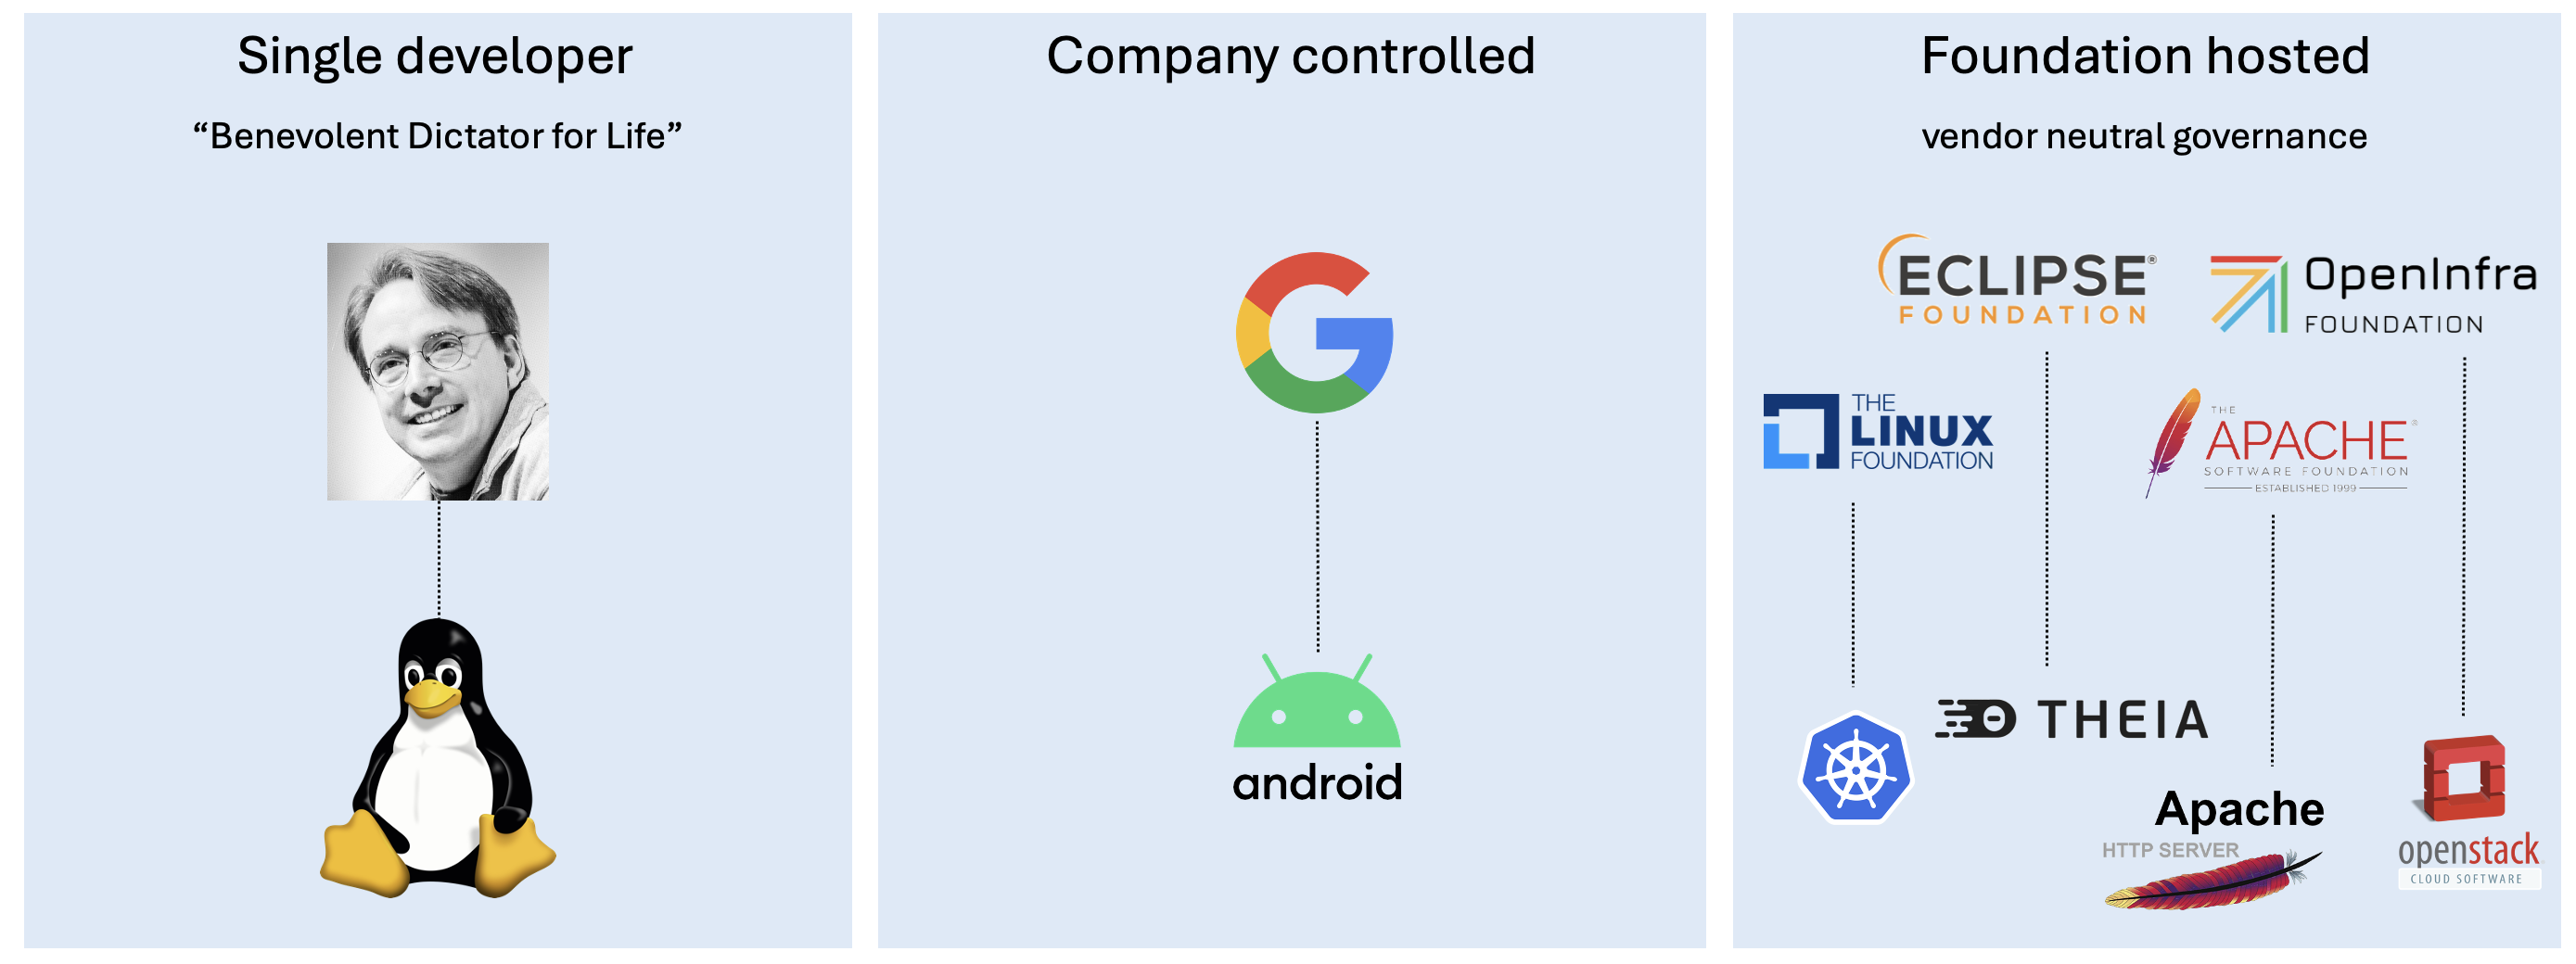 Single developer
“Benevolent Dictator for Life”
Company controlled
android
Foundation hosted
vendor neutral governance
ECLIPSE®
FOUNDATION
OpenInfra
FOUNDATION
THE
LINUX
FOUNDATION
THE
APACHE®
SOFTWARE FOUNDATION
ESTABLISHED 1999
THEIA
Apache
HTTP SERVER
openstack
CLOUD SOFTWARE